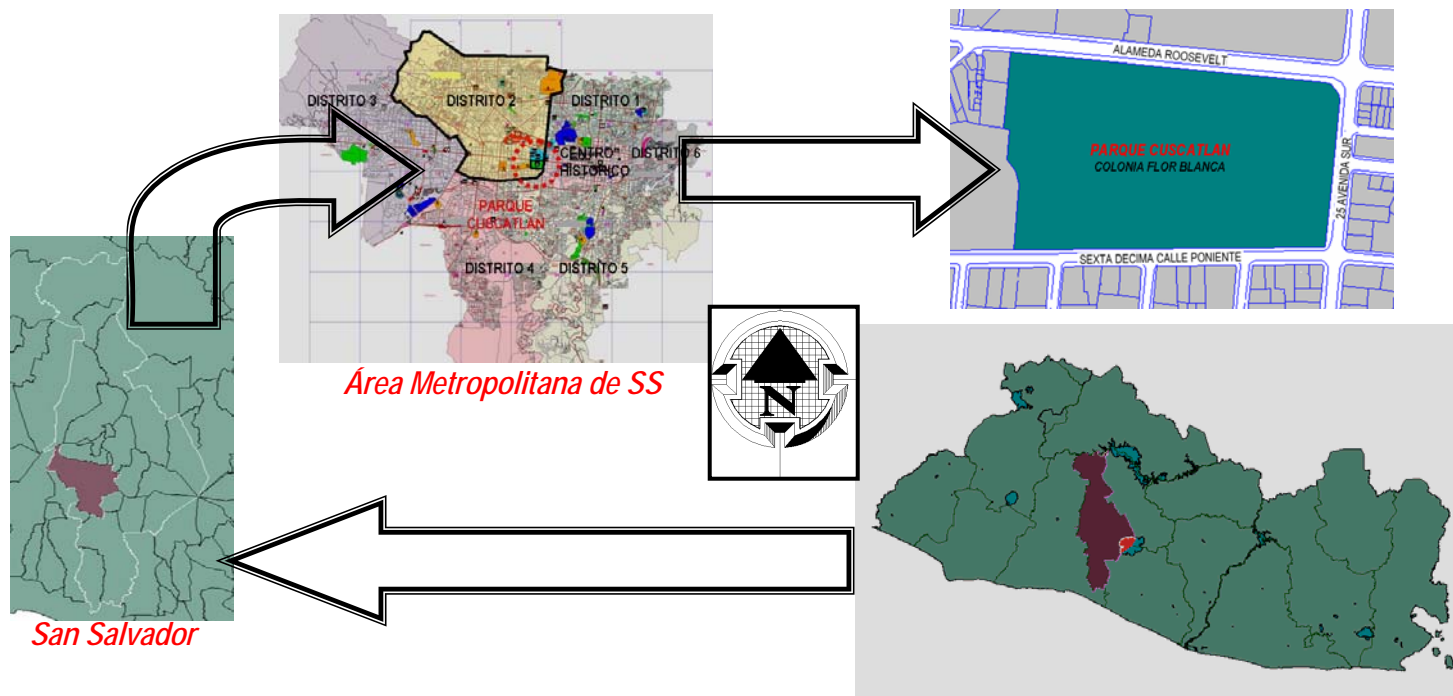 DISTRITO 3
DISTRITO 2
DISTRITO 1
CENTRO
HISTORICO
DISTRITO 6
PARQUE
CUSCATLAN
DISTRITO 4
DISTRITO 5
Área Metropolitana de SS
ALAMEDA ROOSEVELT
PARQUE CUSCATLAN
COLONIA FLOR BLANCA
25 AVENIDA SUR
SEXTA DECIMA CALLE PONIENTE
N
San Salvador